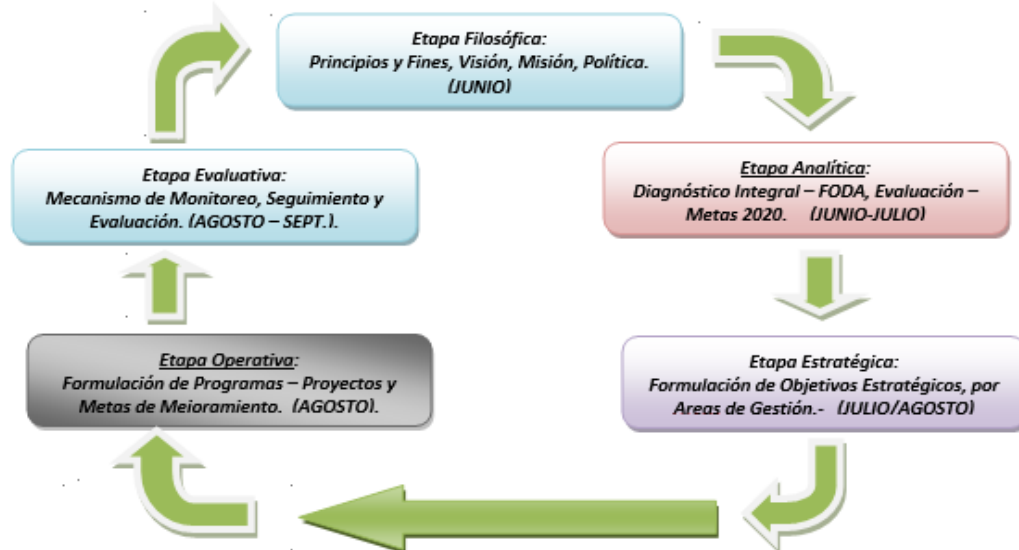 Etapa Filosófica:
Principios y Fines, Visión, Misión, Política.
(JUNIO)
Etapa Analítica:
Diagnóstico Integral – FODA, Evaluación –
Metas 2020. (JUNIO-JULIO)
Etapa Estratégica:
Formulación de Objetivos Estratégicos, por
Areas de Gestión.- (JULIO/AGOSTO)
Etapa Operativa:
Formulación de Programas – Proyectos y
Metas de Mejoramiento. (AGOSTO).
Etapa Evaluativa:
Mecanismo de Monitoreo, Seguimiento y
Evaluación. (AGOSTO – SEPT.).